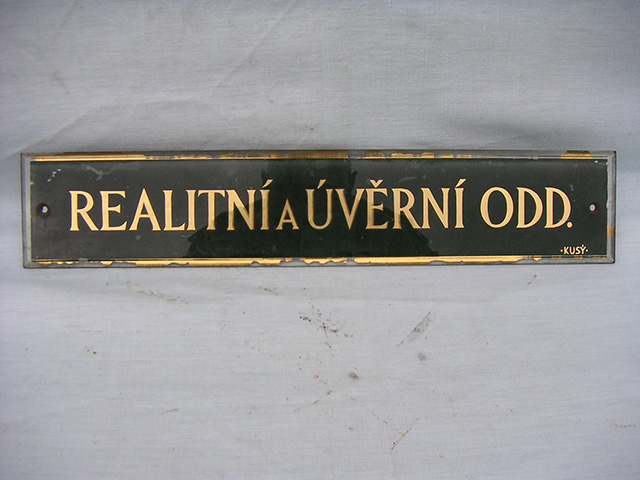 REALITNÍ A ÚVĚRNÍ ODD.
·KUSÝ·